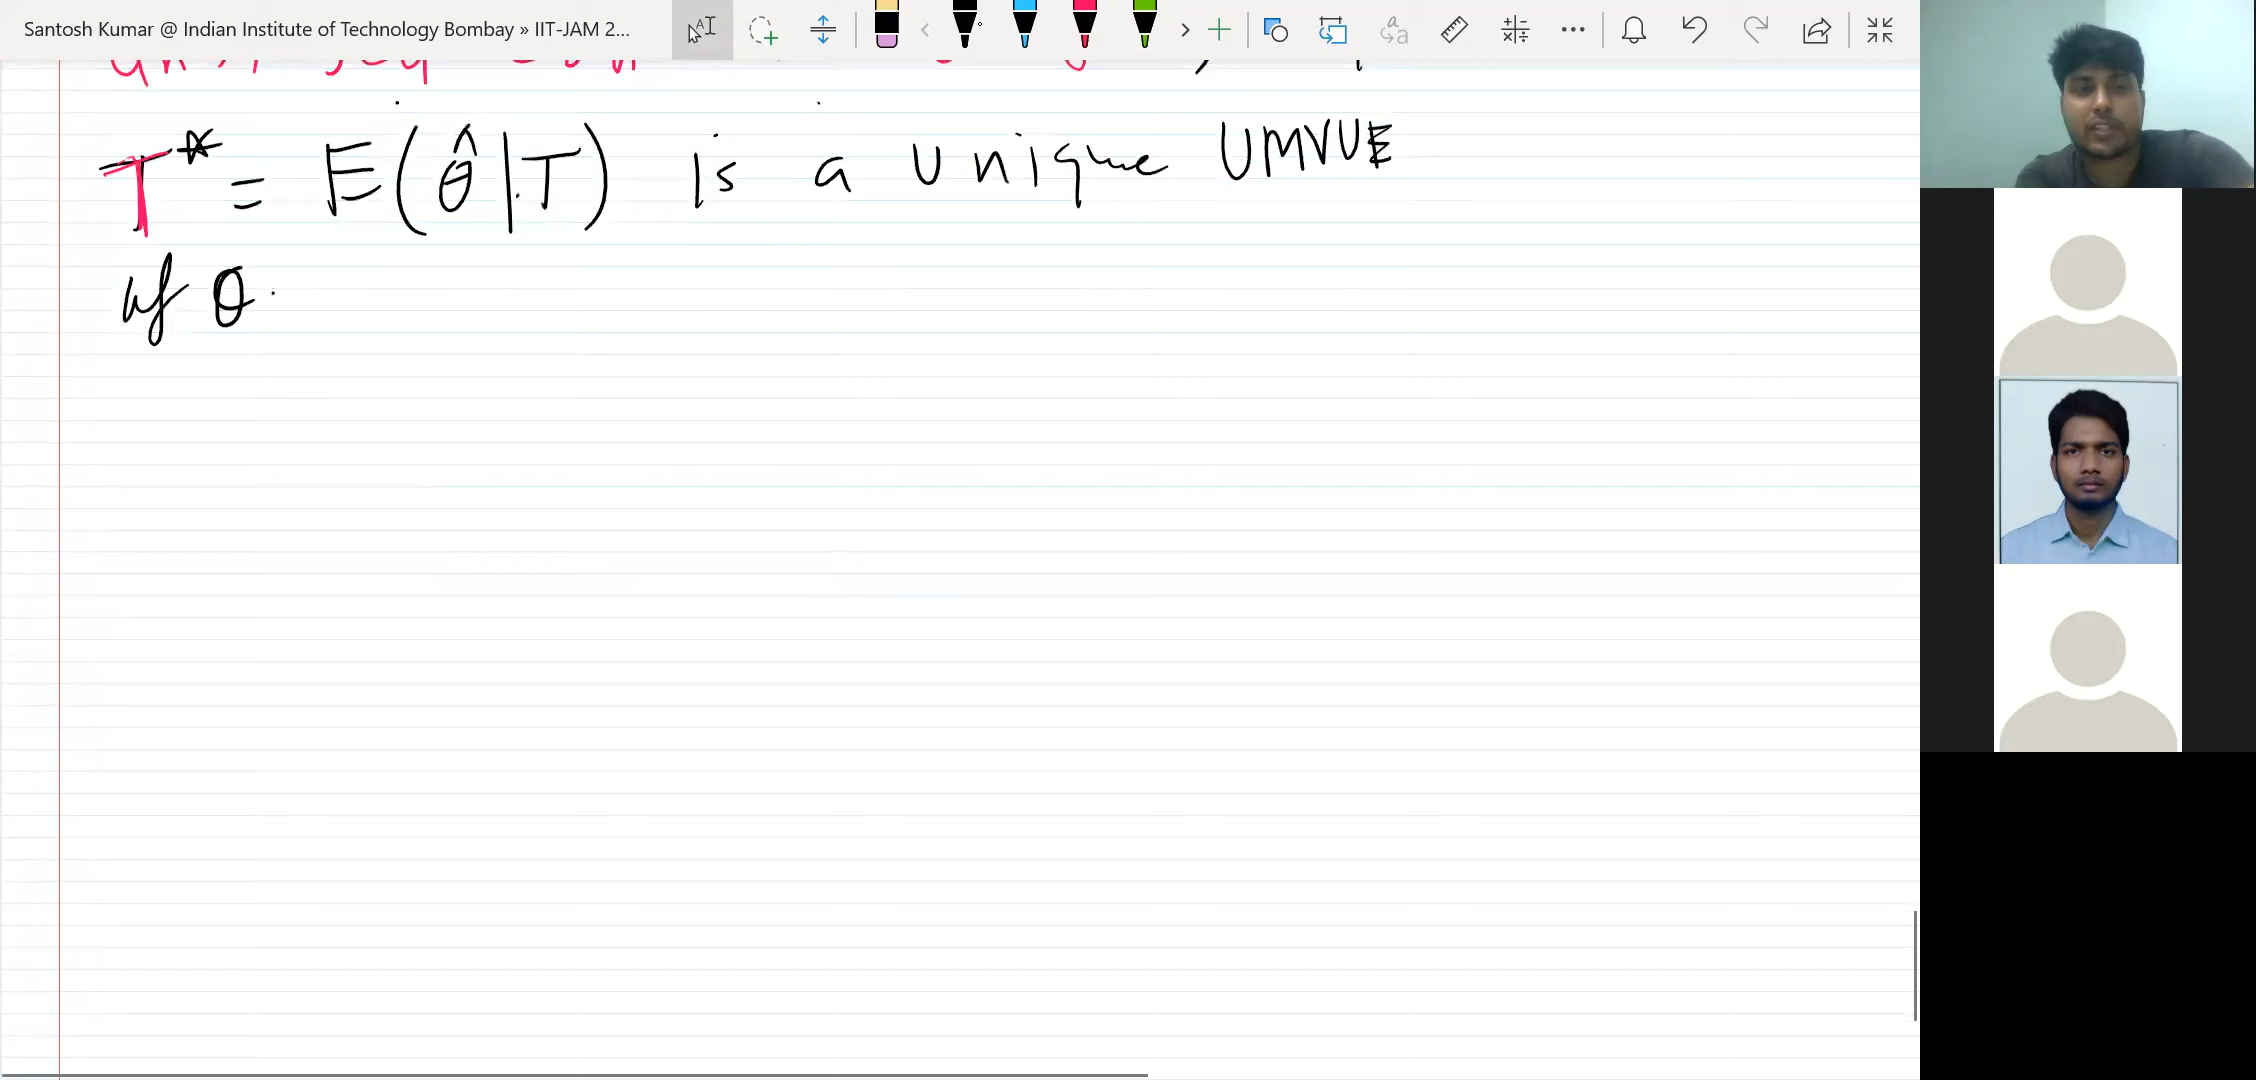 Santosh Kumar @ Indian Institute of Technology Bombay » IIT-JAM 2...
T* = E(θ̂|T) is a unique UMVUE
of θ.